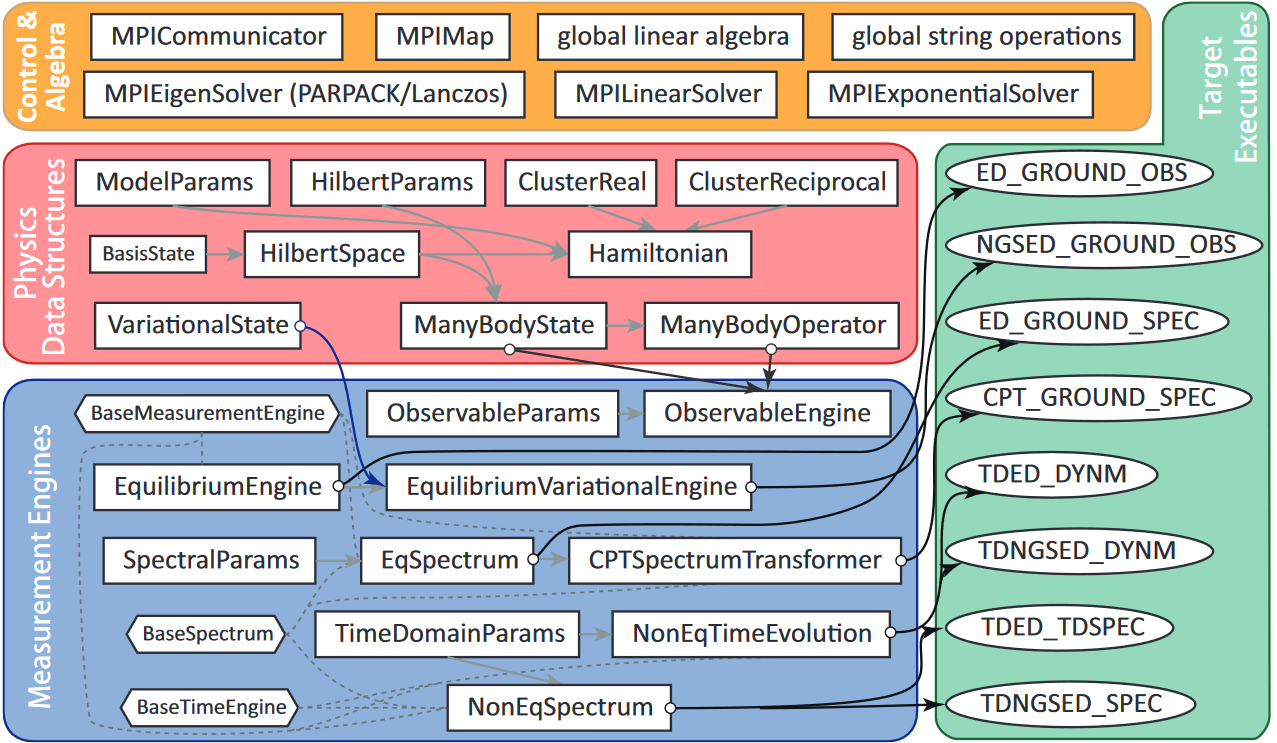 Control &
Algebra
MPICommunicator
MPIMap
global linear algebra
global string operations
MPIEigenSolver (PARPACK/Lanczos)
MPILinearSolver
MPIExponentialSolver
Target
Executables
Physics
Data Structures
ModelParams
HilbertParams
ClusterReal
ClusterReciprocal
BasisState
HilbertSpace
Hamiltonian
VariationalState
ManyBodyState
ManyBodyOperator
Measurement Engines
BaseMeasurementEngine
ObservableParams
ObservableEngine
EquilibriumEngine
EquilibriumVariationalEngine
SpectralParams
EqSpectrum
CPTSpectrumTransformer
BaseSpectrum
TimeDomainParams
NonEqTimeEvolution
BaseTimeEngine
NonEqSpectrum
ED_GROUND_OBS
NGSED_GROUND_OBS
ED_GROUND_SPEC
CPT_GROUND_SPEC
TDED_DYNM
TDNGSED_DYNM
TDED_TDSPEC
TDNGSED_SPEC